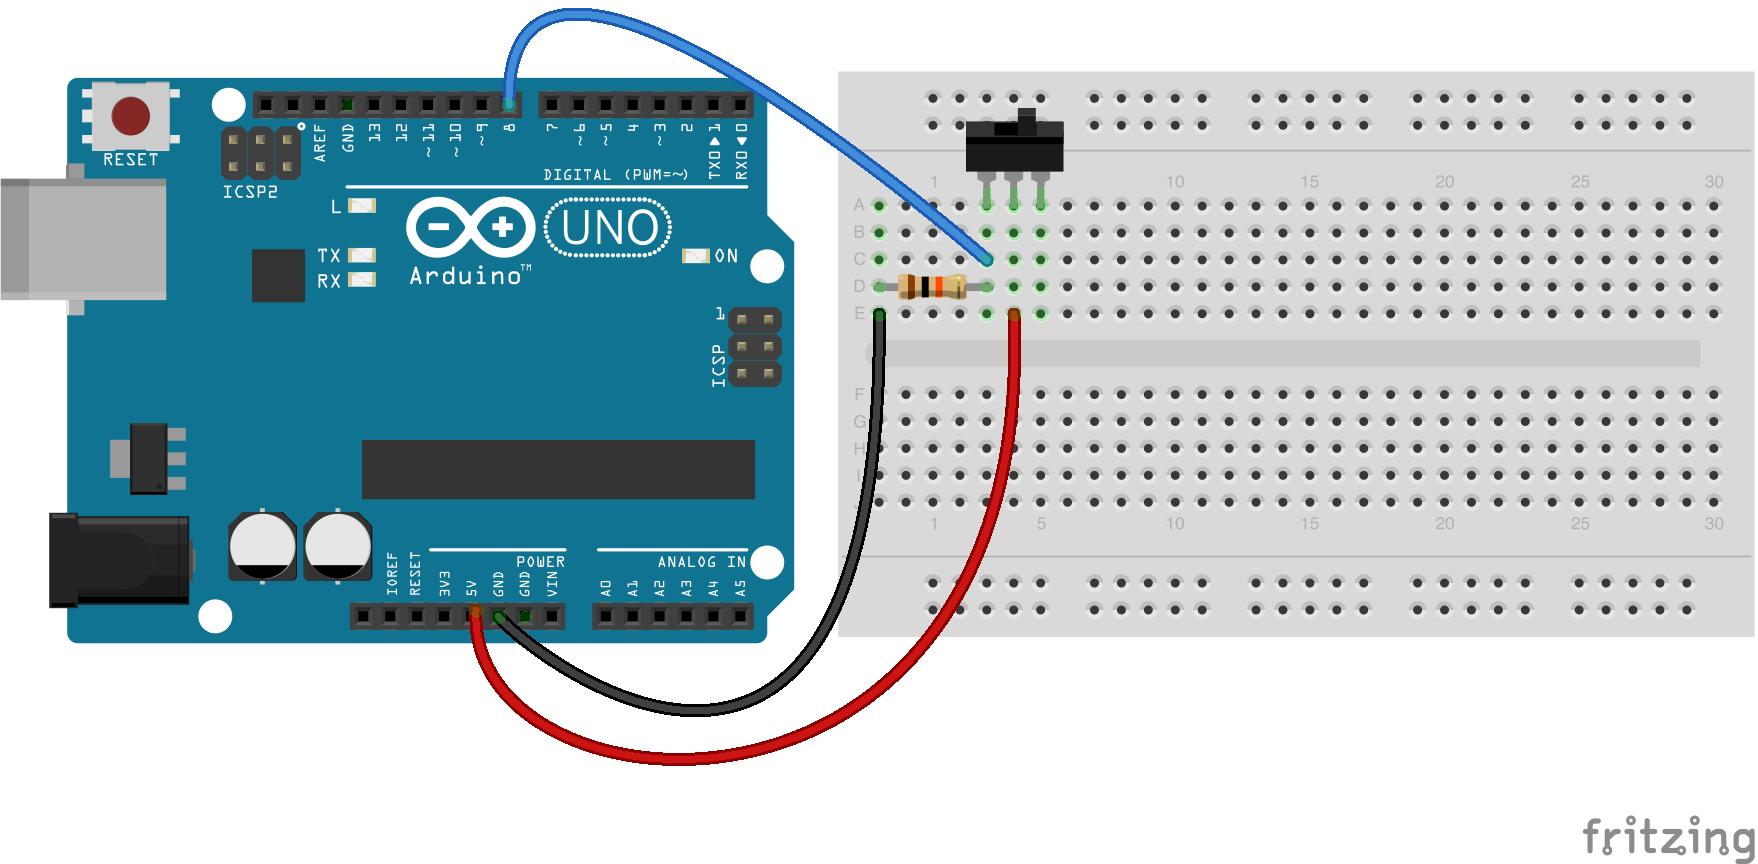 RESET
ICSP2
AREF
GND
13
12
~11
~10
~9
8
7
~6
~5
4
~3
2
TX0▶1
RX0◀0
DIGITAL (PWM=~)
L
TX
RX
UNO
Arduino™
ON
1
ICSP
IOREF
RESET
3V3
5V
GND
GND
VIN
POWER
ANALOG IN
A0
A1
A2
A3
A4
A5
1 10 15 20 25 30
A
B
C
D
E
F
G
H
1 5 10 15 20 25 30
fritzing